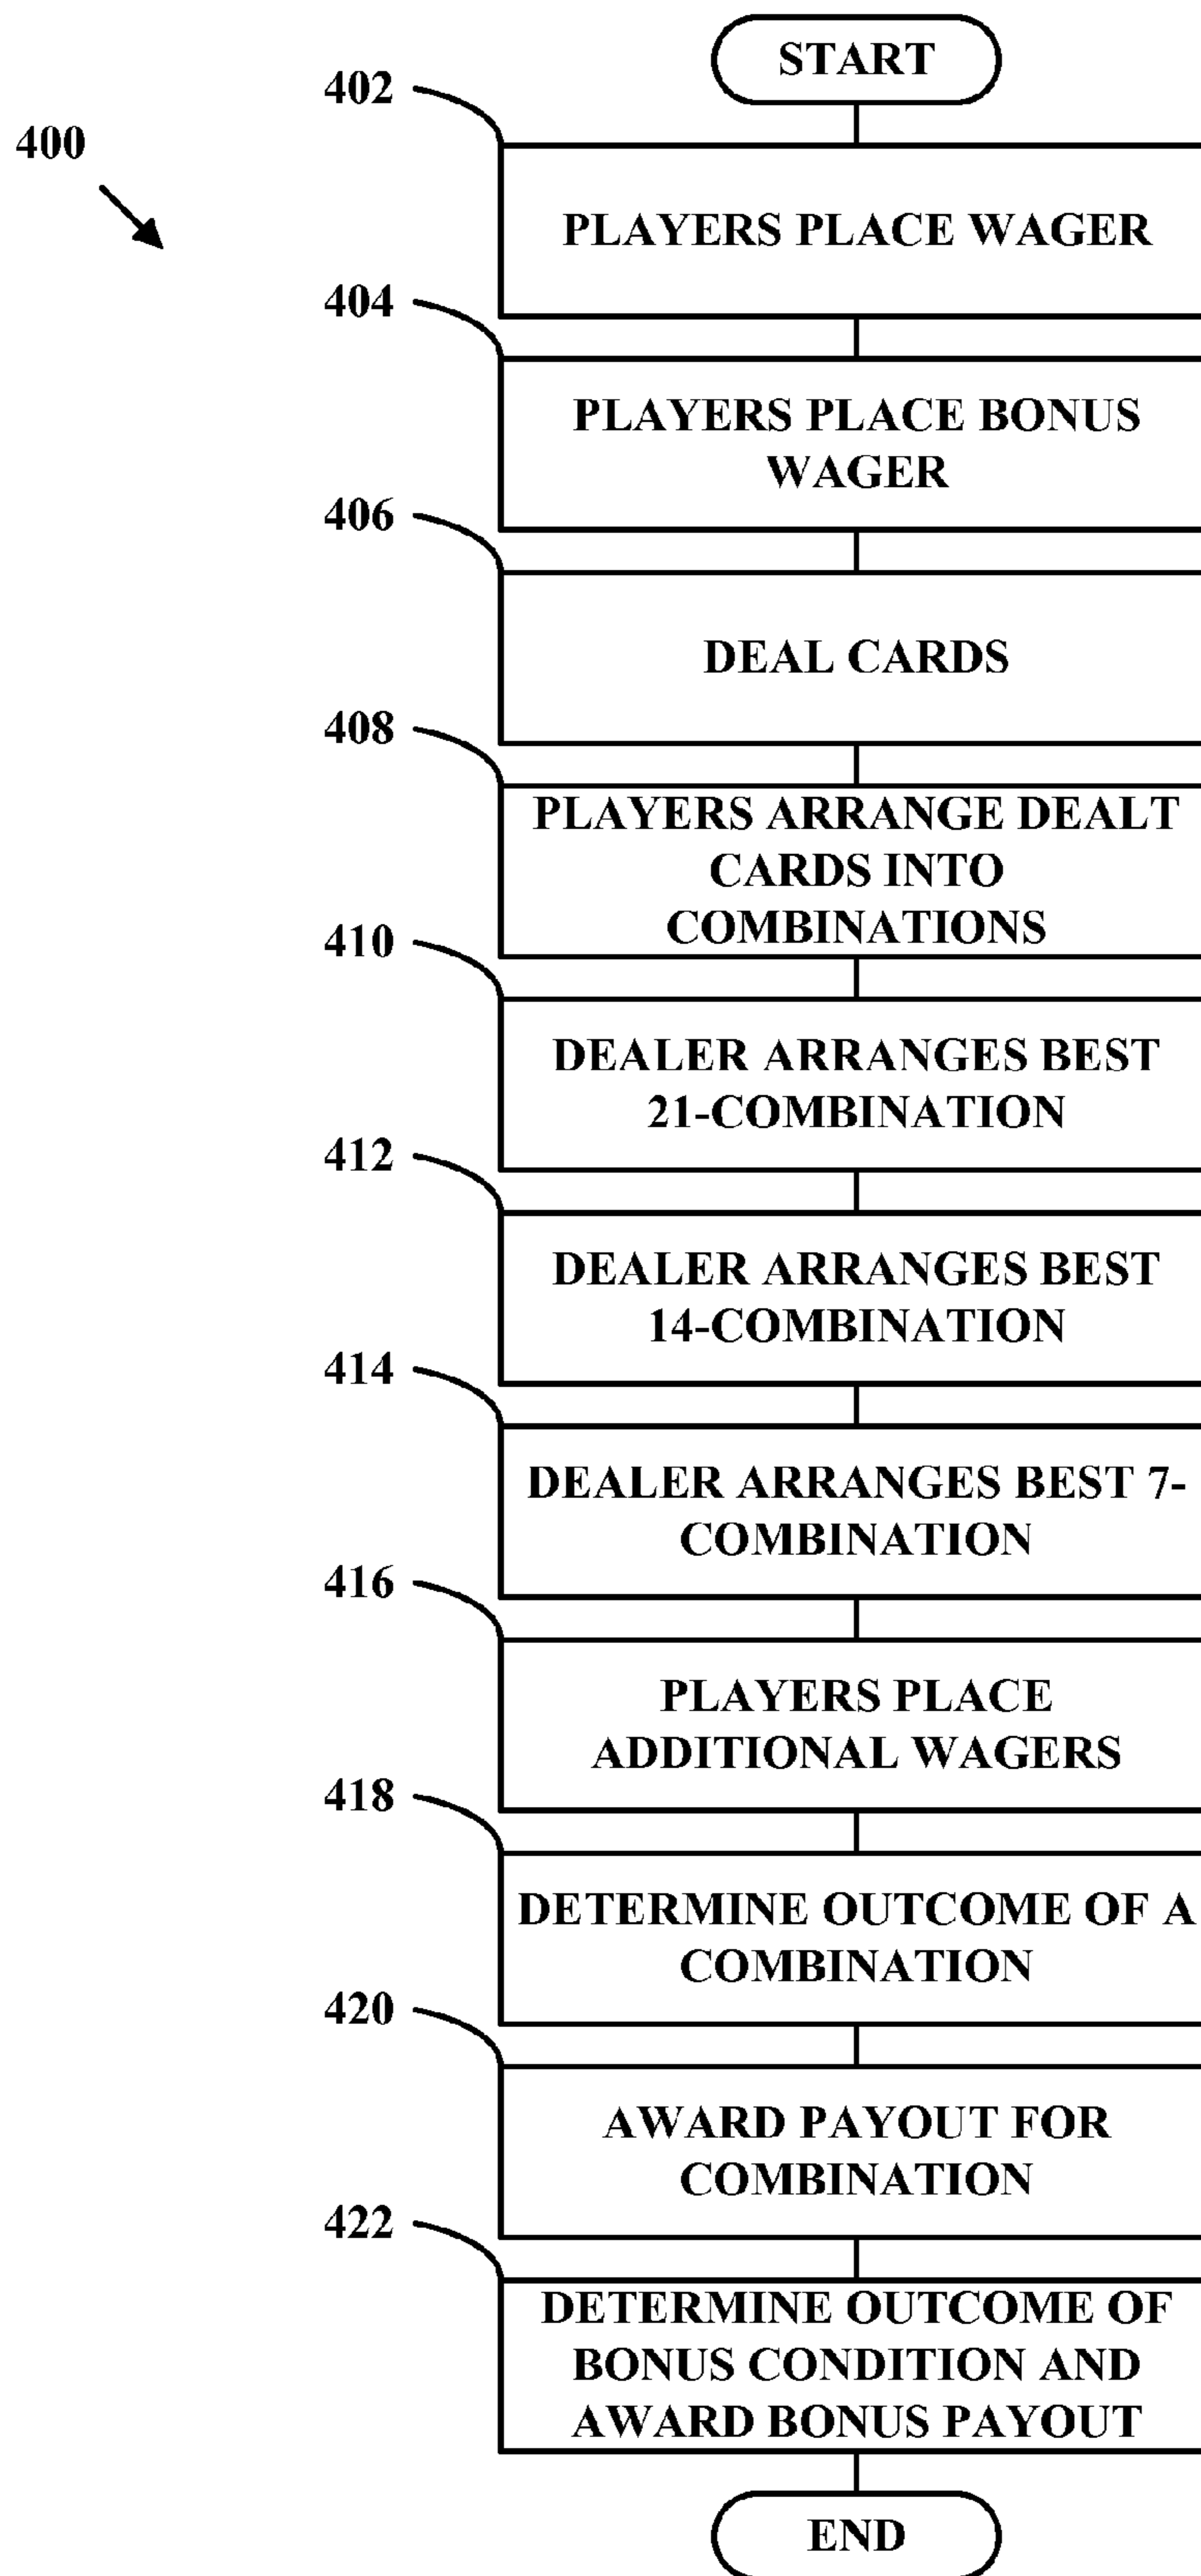 START
402
400
PLAYERS PLACE WAGER
404
PLAYERS PLACE BONUS
WAGER
406
DEAL CARDS
408
PLAYERS ARRANGE DEALT
CARDS INTO
COMBINATIONS
410
DEALER ARRANGES BEST
21-COMBINATION
412
DEALER ARRANGES BEST
14-COMBINATION
414
DEALER ARRANGES BEST 7-
COMBINATION
416
PLAYERS PLACE
ADDITIONAL WAGERS
418
DETERMINE OUTCOME OF A
COMBINATION
420
AWARD PAYOUT FOR
COMBINATION
422
DETERMINE OUTCOME OF
BONUS CONDITION AND
AWARD BONUS PAYOUT
END